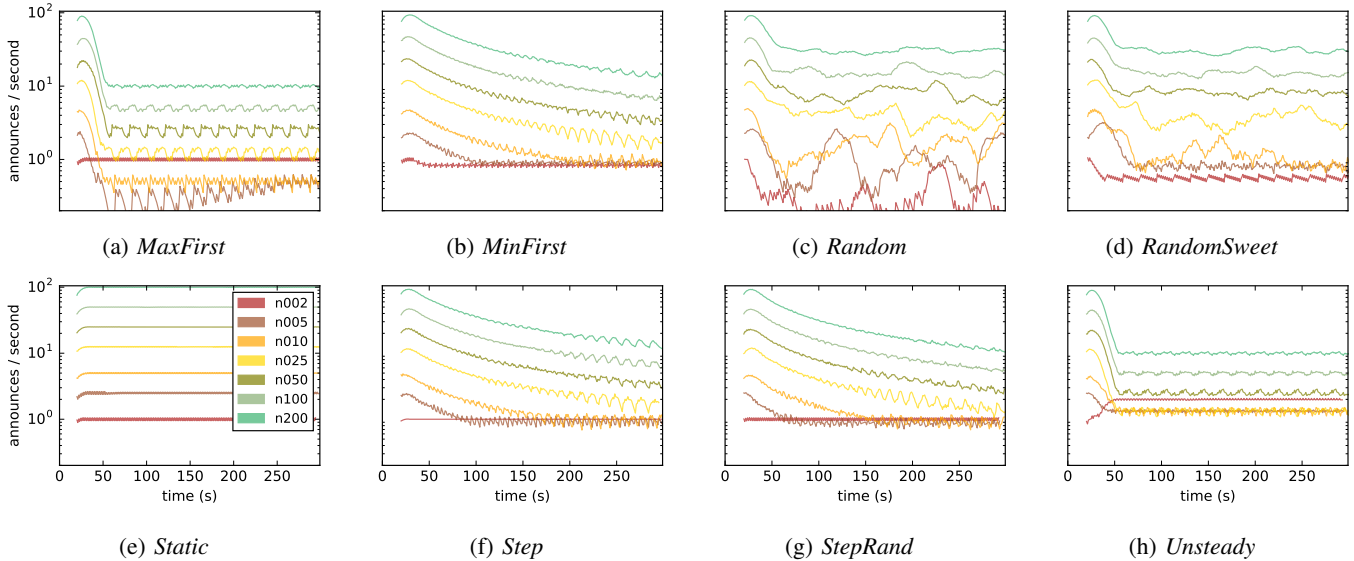 10²
10¹
10⁰
announces / second
(a) MaxFirst
(b) MinFirst
(c) Random
(d) RandomSweet
10²
10¹
10⁰
announces / second
n002
n005
n010
n025
n050
n100
n200
0 50 100 150 200 250
time (s)
0 50 100 150 200 250
time (s)
0 50 100 150 200 250
time (s)
0 50 100 150 200 250
time (s)
(e) Static
(f) Step
(g) StepRand
(h) Unsteady